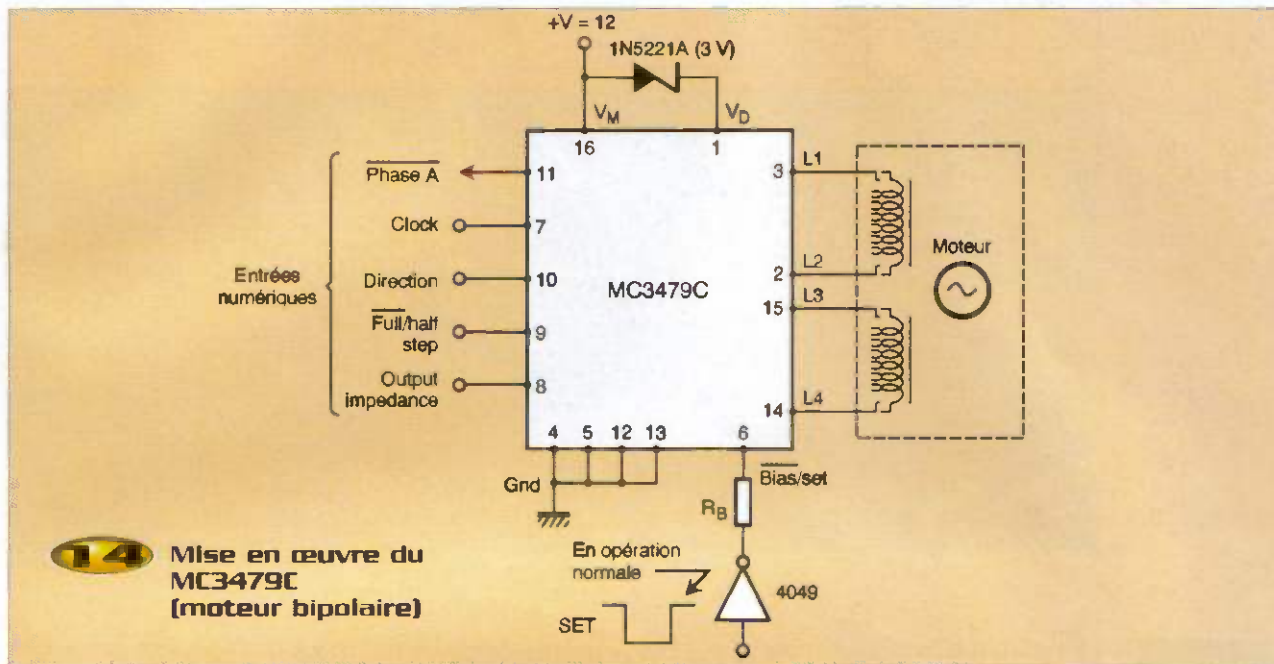 +V = 12
1N5221A (3 V)
VM
VD
16
1
Entrées
numériques
Phase A
11
Clock
7
Direction
10
Full/half
step
9
Output
impedance
8
MC3479C
3
L1
2
L2
15
L3
14
L4
Moteur
4
5
12
13
6
Gnd
Bias/set
RB
En opération
normale
SET
4049
14
Mise en œuvre du
MC3479C
(moteur bipolaire)